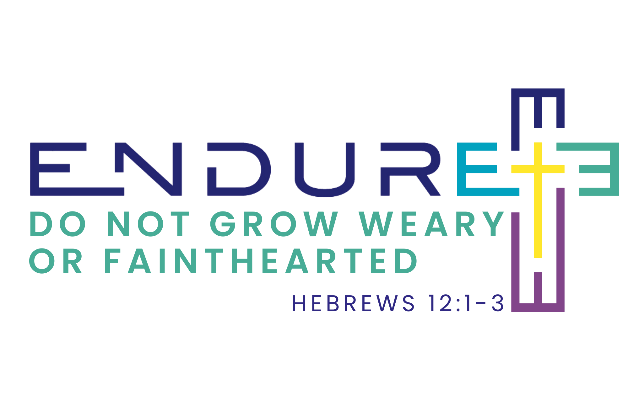 ENDURE
DO NOT GROW WEARY
OR FAINTHEARTED
HEBREWS 12:1-3